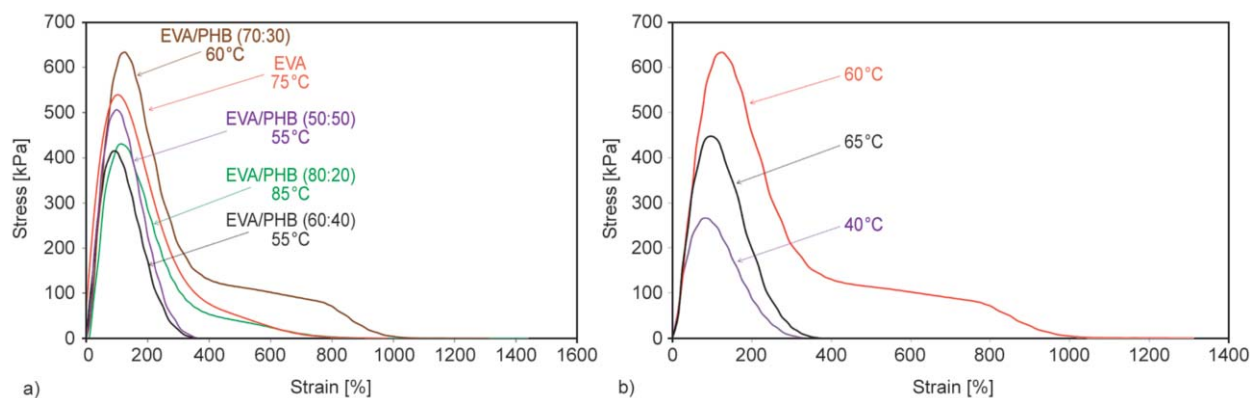 700
600
500
400
300
200
100
0
Stress [kPa]
EVA/PHB (70:30)
60°C
EVA
75°C
EVA/PHB (50:50)
55°C
EVA/PHB (80:20)
85°C
EVA/PHB (60:40)
55°C
0 200 400 600 800 1000 1200 1400 1600
Strain [%]
a)
700
600
500
400
300
200
100
0
Stress [kPa]
60°C
65°C
40°C
0 200 400 600 800 1000 1200 1400
Strain [%]
b)